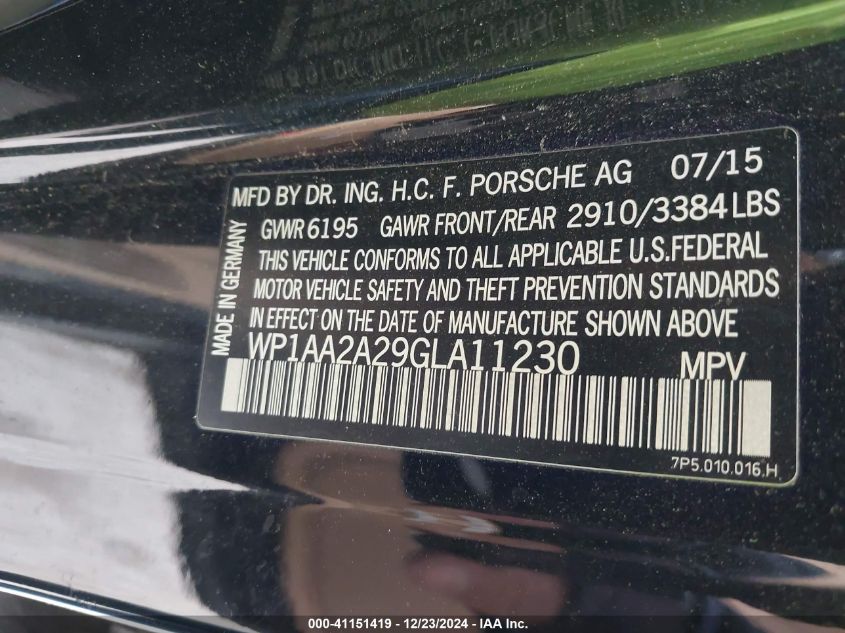 MFD BY DR. ING. H.C. F. PORSCHE AG 07/15
GVWR 6195 GAWR FRONT/REAR 2910/3384 LBS
THIS VEHICLE CONFORMS TO ALL APPLICABLE U.S.FEDERAL
MOTOR VEHICLE SAFETY AND THEFT PREVENTION STANDARDS
IN EFFECT ON THE DATE OF MANUFACTURE SHOWN ABOVE
MADE IN GERMANY
WP1AA2A29GLA11230 MPV
7P5.010.016.H
000-41151419 - 12/23/2024 - IAA Inc.